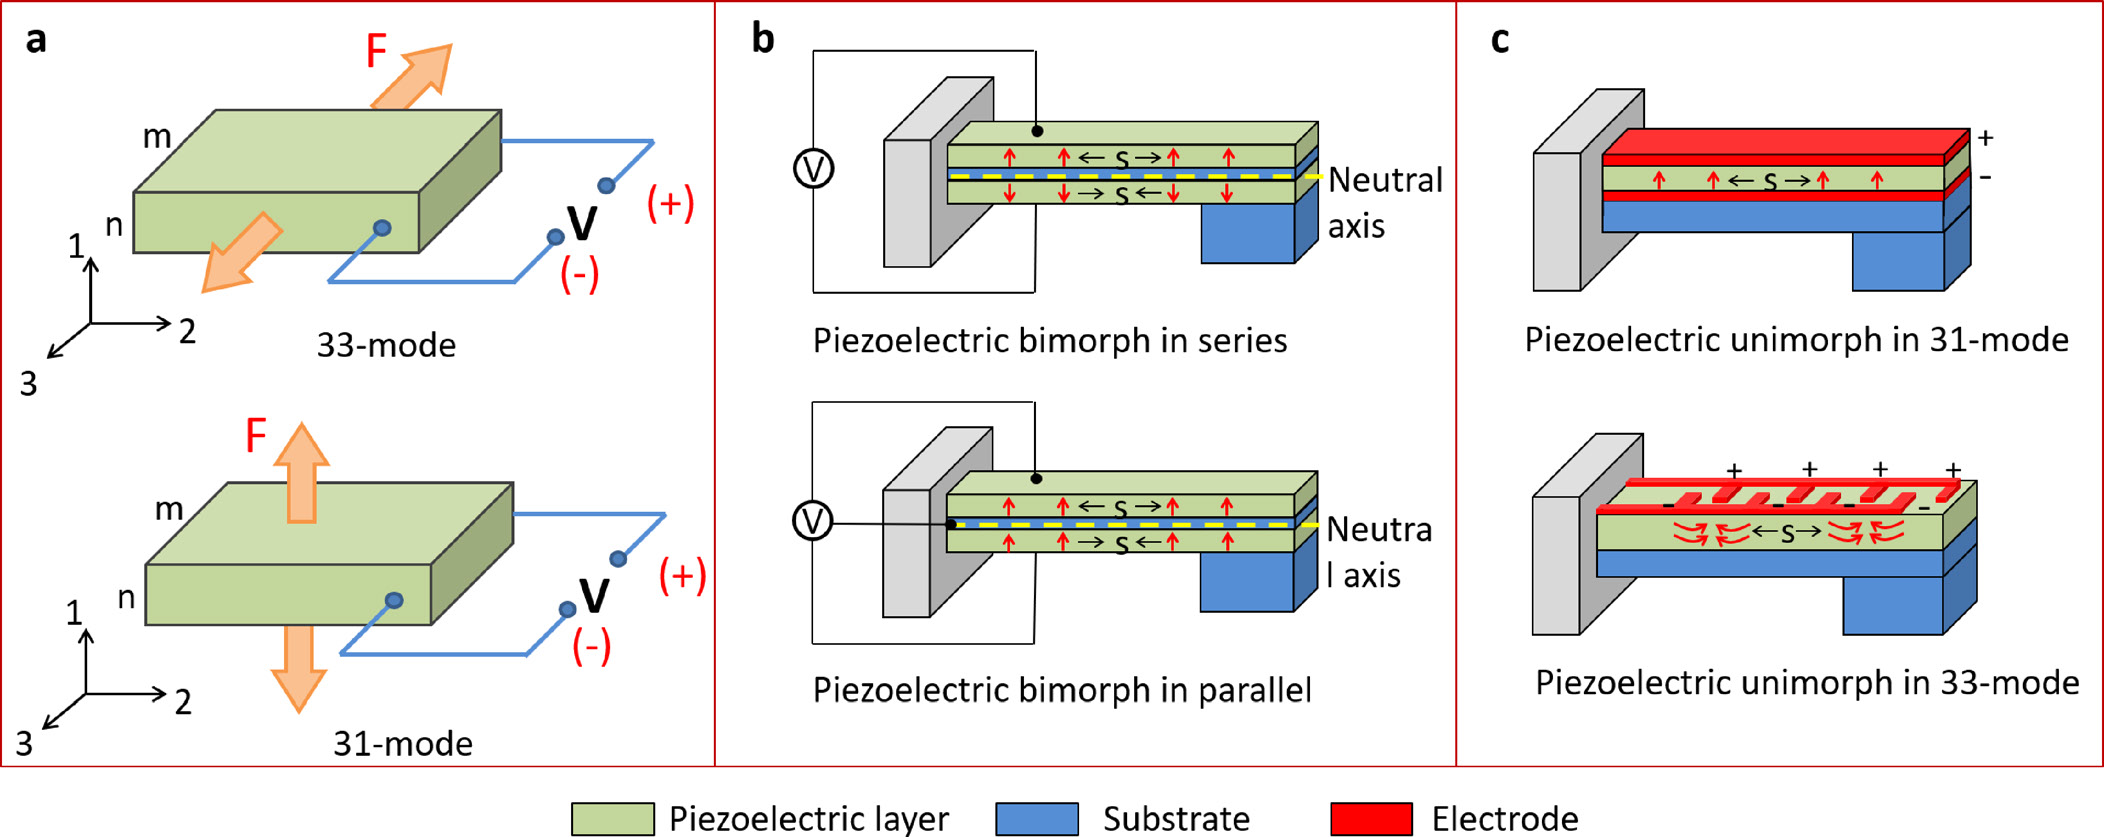 a
F
m
n
1
2
3
V
(+)
(-)
33-mode
F
m
n
1
2
3
V
(+)
(-)
31-mode
b
V
← s →
→ s ←
Neutral
axis
Piezoelectric bimorph in series
V
← s →
→ s ←
Neutra
l axis
Piezoelectric bimorph in parallel
c
+
-
← s →
Piezoelectric unimorph in 31-mode
+ + + +
- - -
← s →
Piezoelectric unimorph in 33-mode
Piezoelectric layer
Substrate
Electrode